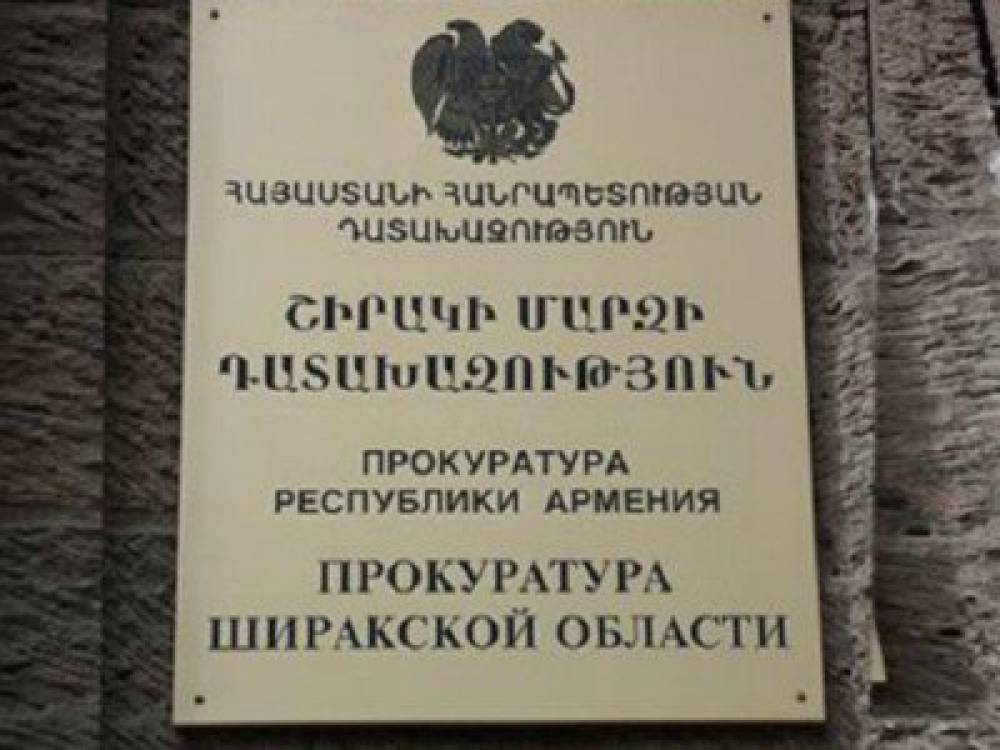 ՀԱՅԱՍՏԱՆԻ ՀԱՆՐԱՊԵՏՈՒԹՅԱՆ
ԴԱՏԱԽԱԶՈՒԹՅՈՒՆ
ՇԻՐԱԿԻ ՄԱՐԶԻ
ԴԱՏԱԽԱԶՈՒԹՅՈՒՆ
ПРОКУРАТУРА
РЕСПУБЛИКИ АРМЕНИЯ
ПРОКУРАТУРА
ШИРАКСКОЙ ОБЛАСТИ